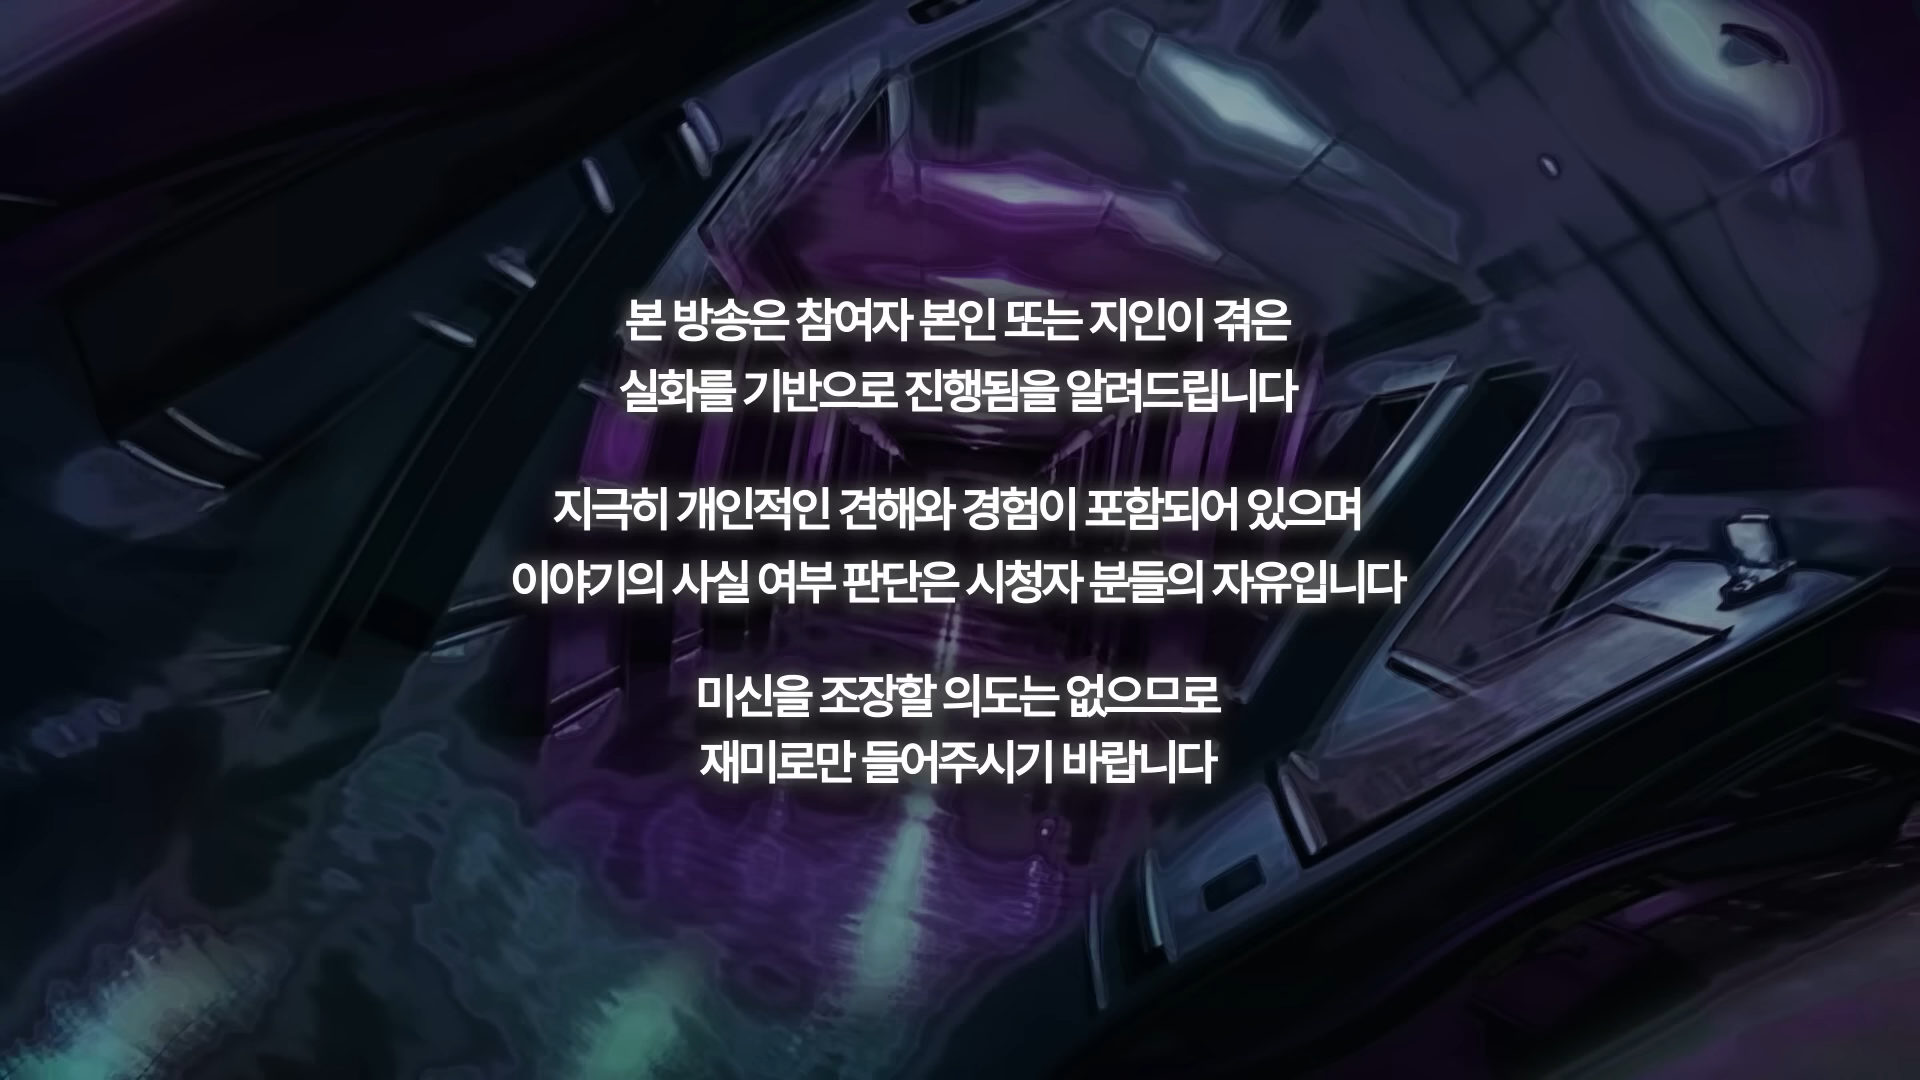 본 방송은 참여자 본인 또는 지인이 겪은
실화를 기반으로 진행됨을 알려드립니다
지극히 개인적인 견해와 경험이 포함되어 있으며
이야기의 사실 여부 판단은 시청자 분들의 자유입니다
미신을 조장할 의도는 없으므로
재미로만 들어주시기 바랍니다